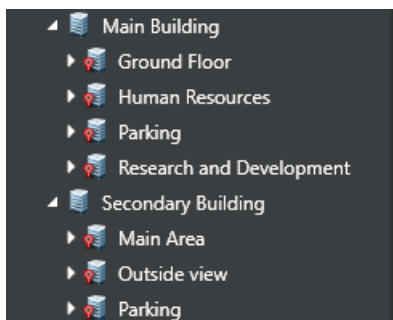 Main Building
Ground Floor
Human Resources
Parking
Research and Development
Secondary Building
Main Area
Outside view
Parking